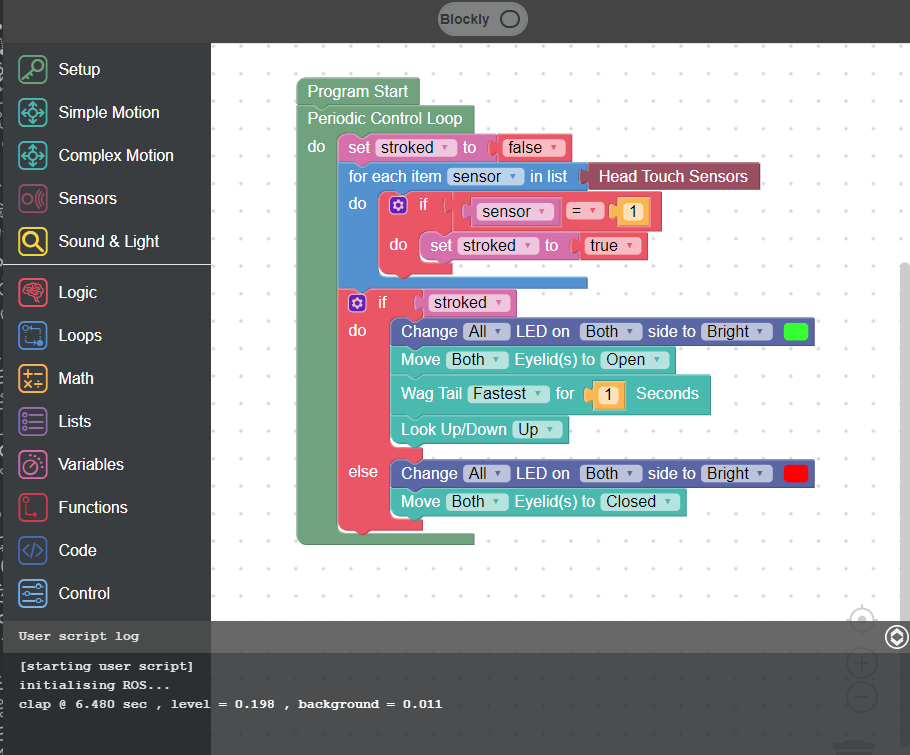 Blockly
Setup
Simple Motion
Complex Motion
Sensors
Sound & Light
Logic
Loops
Math
Lists
Variables
Functions
Code
Control
Program Start
Periodic Control Loop
do set stroked to false
for each item sensor in list Head Touch Sensors
do if sensor = 1
do set stroked to true
if stroked
do Change All LED on Both side to Bright
Move Both Eyelid(s) to Open
Wag Tail Fastest for 1 Seconds
Look Up/Down Up
else Change All LED on Both side to Bright
Move Both Eyelid(s) to Closed
User script log
[starting user script]
initialising ROS...
clap @ 6.480 sec , level = 0.198 , background = 0.011